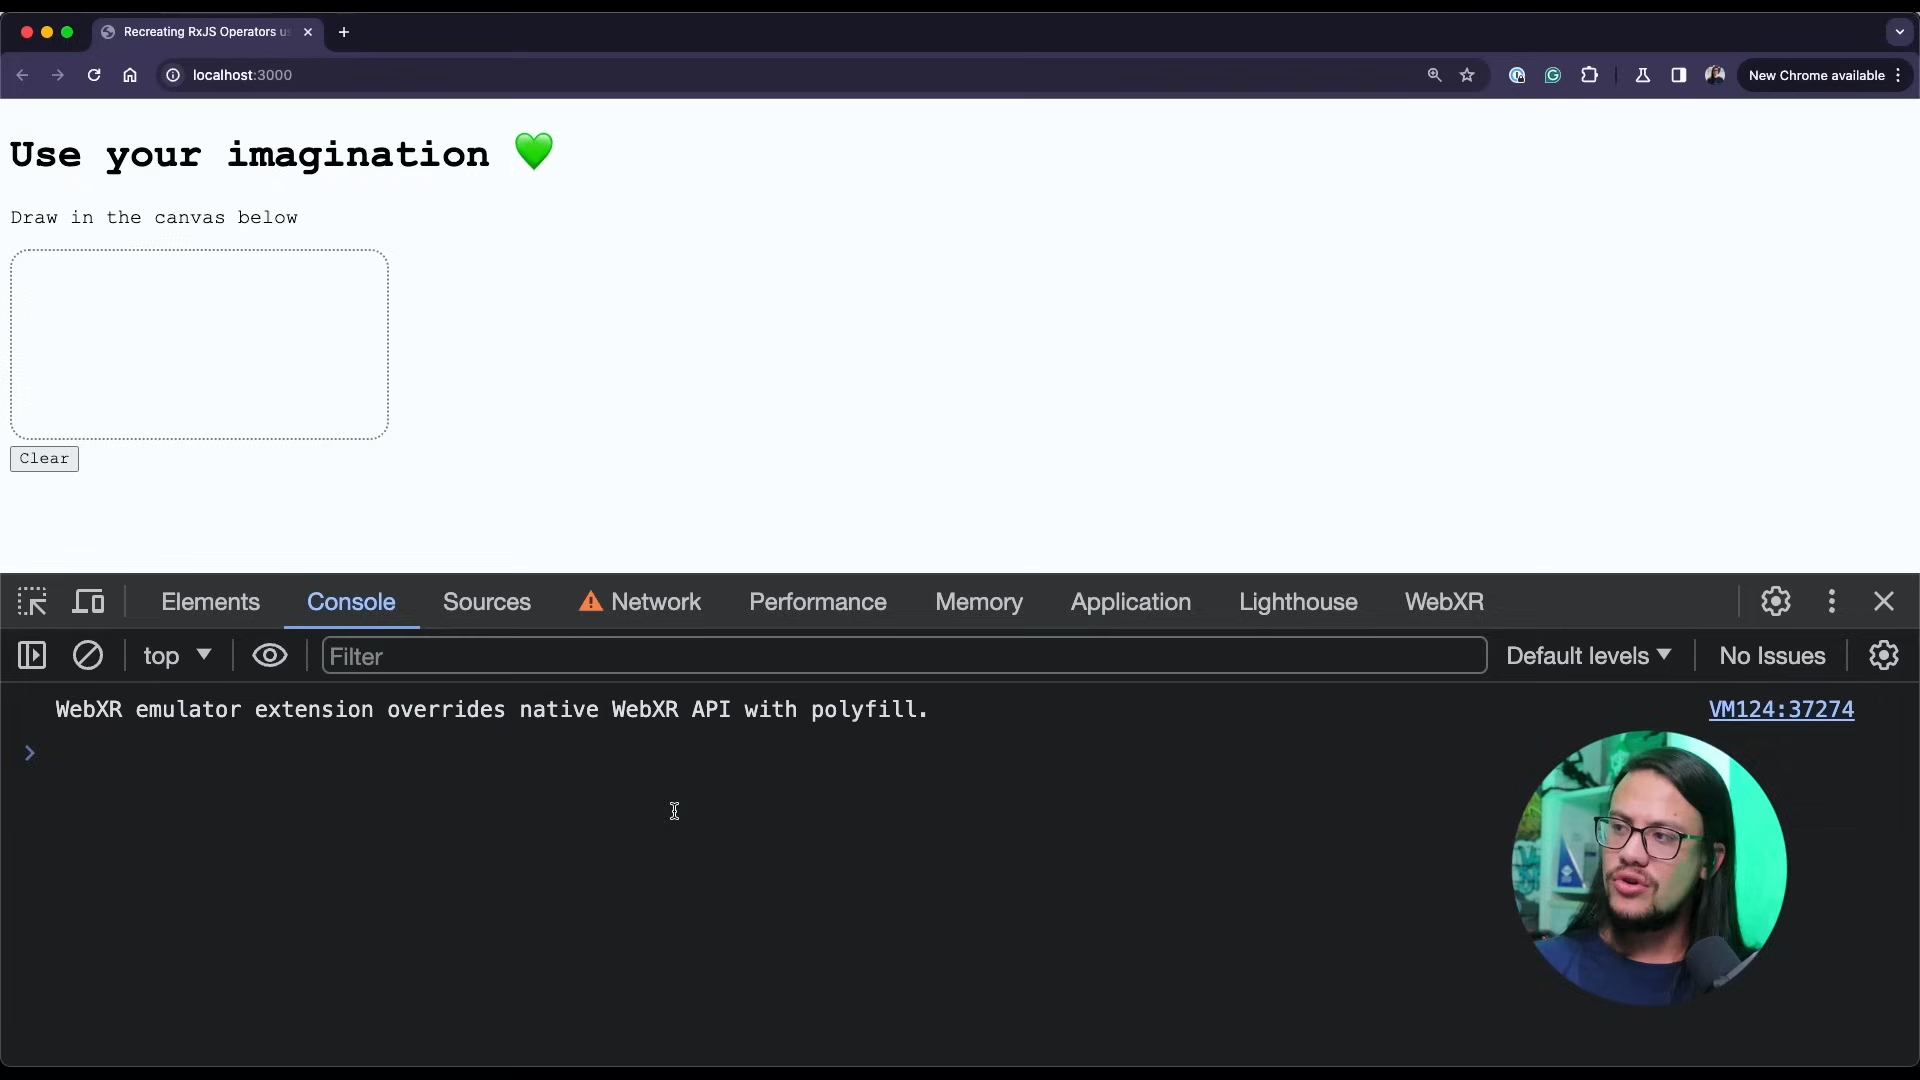 Recreating RxJS Operators u
localhost:3000
New Chrome available
Use your imagination 💚
Draw in the canvas below
Clear
Elements
Console
Sources
Network
Performance
Memory
Application
Lighthouse
WebXR
top
Filter
Default levels
No Issues
WebXR emulator extension overrides native WebXR API with polyfill.
VM124:37274